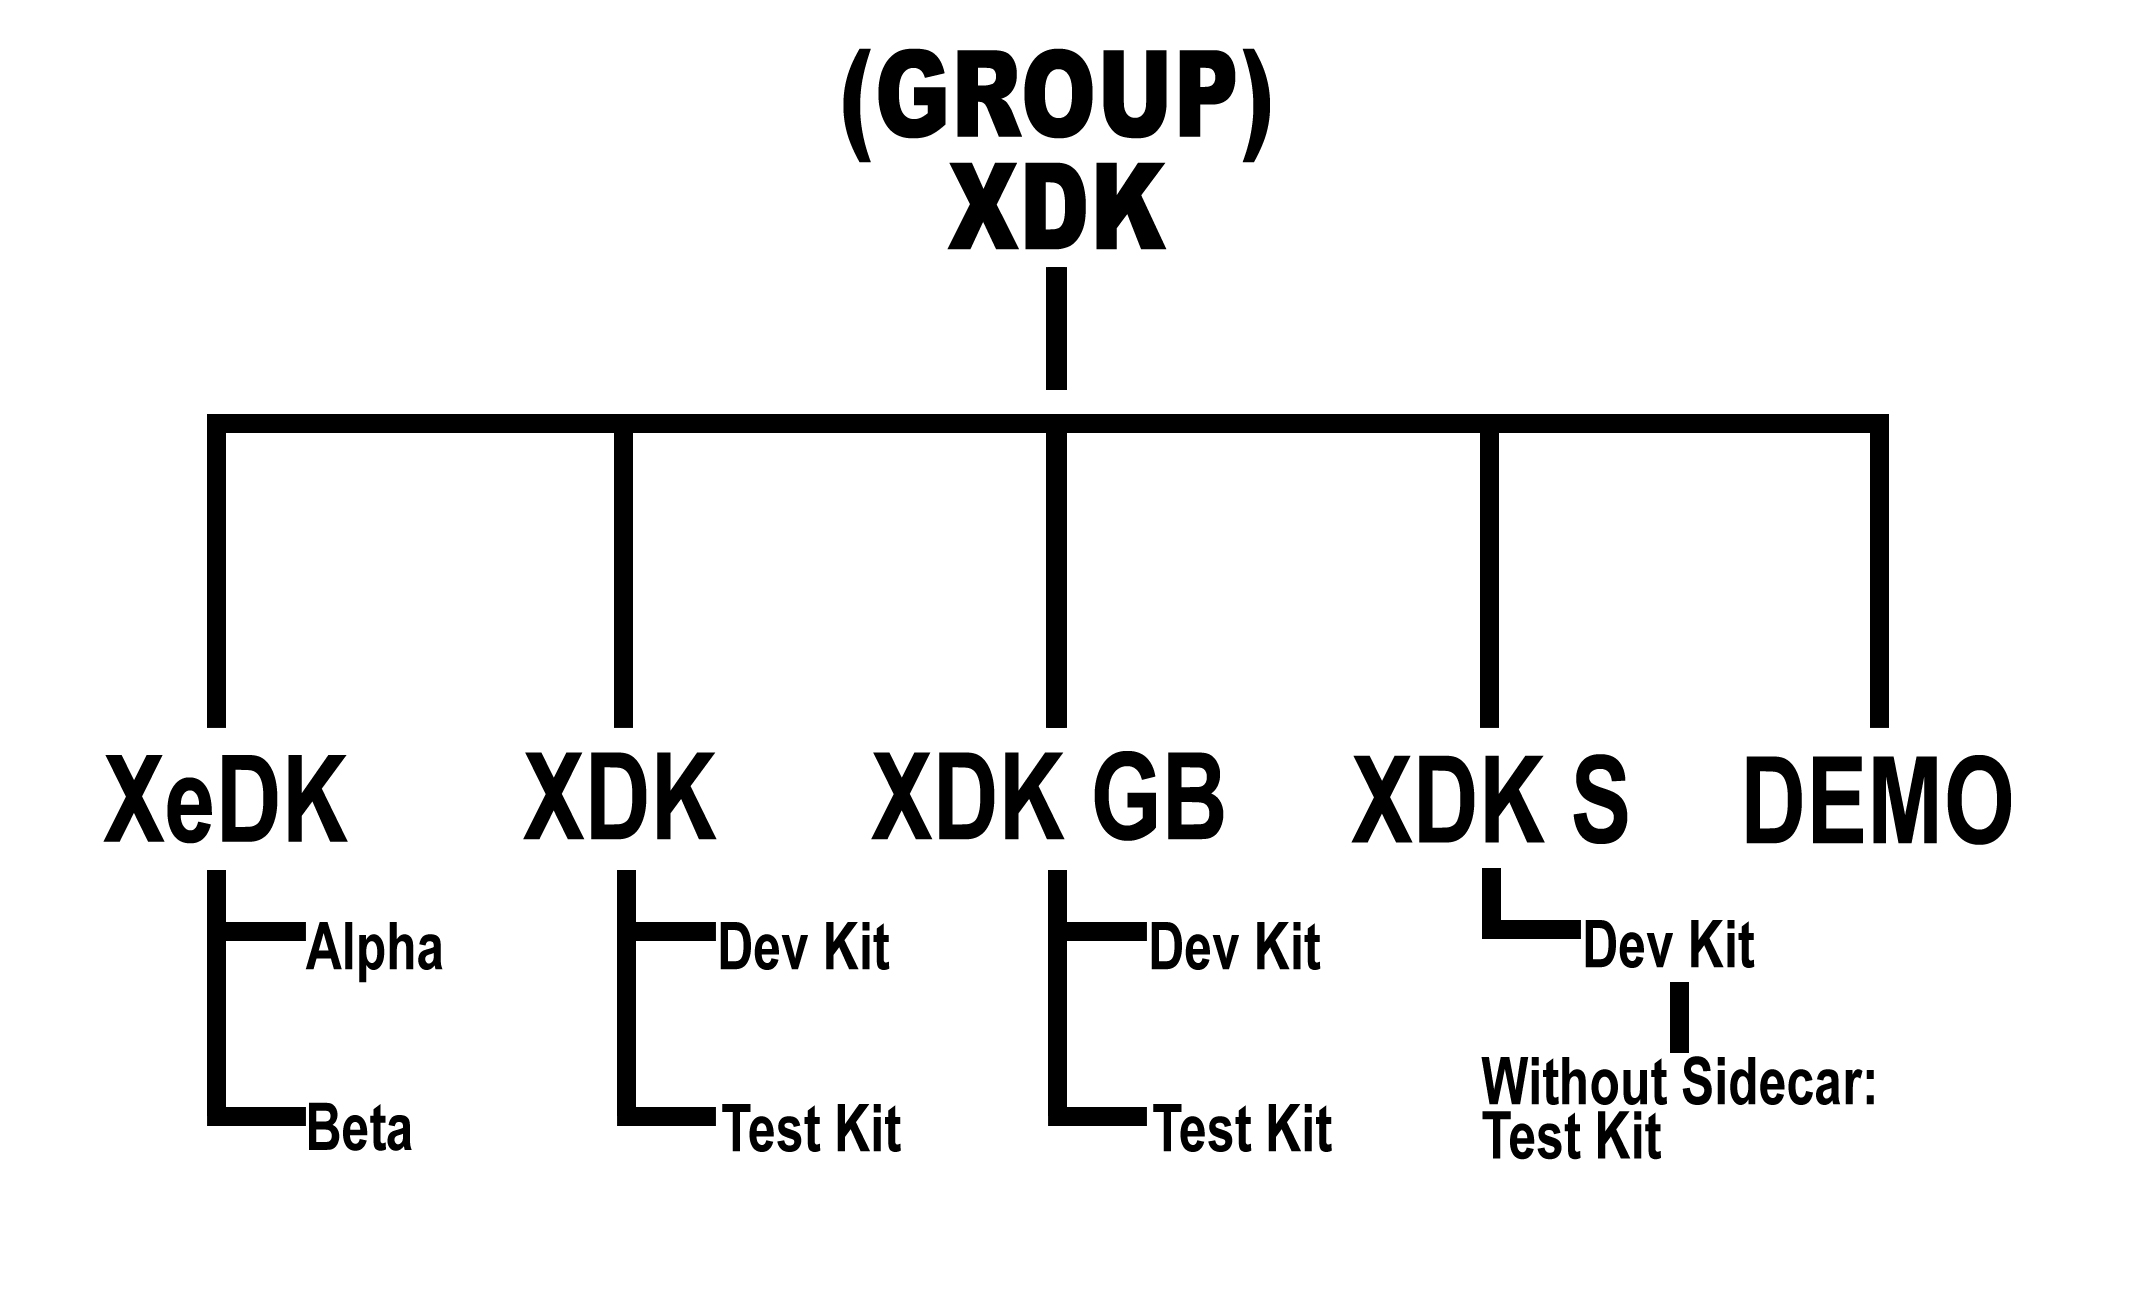 (GROUP)
XDK
XeDK
XDK
XDK GB
XDK S
DEMO
Alpha
Beta
Dev Kit
Test Kit
Dev Kit
Test Kit
Dev Kit
Without Sidecar:
Test Kit